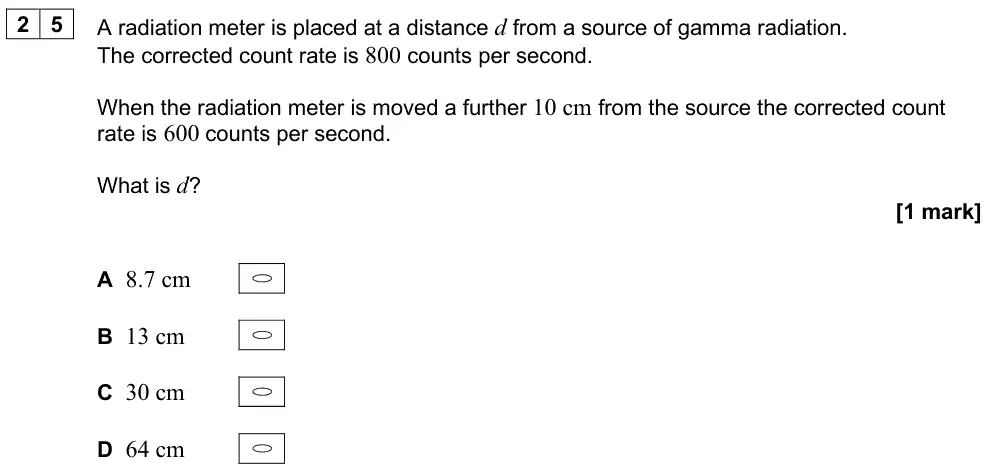 2 5 A radiation meter is placed at a distance d from a source of gamma radiation.
The corrected count rate is 800 counts per second.
When the radiation meter is moved a further 10 cm from the source the corrected count
rate is 600 counts per second.
What is d?
[1 mark]
A 8.7 cm
B 13 cm
C 30 cm
D 64 cm